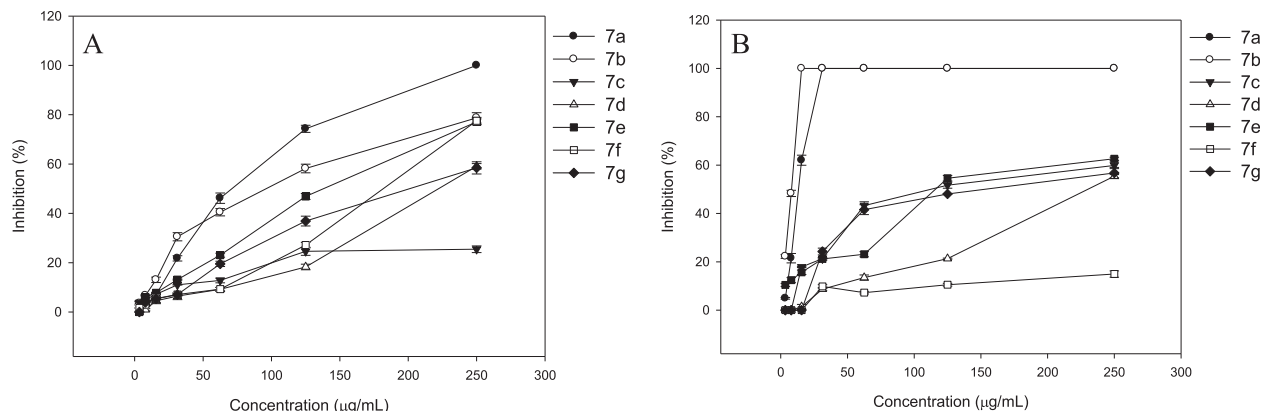 A
Inhibition (%)
120
100
80
60
40
20
0
0 50 100 150 200 250 300
Concentration (µg/mL)
7a
7b
7c
7d
7e
7f
7g
B
Inhibition (%)
120
100
80
60
40
20
0
0 50 100 150 200 250 300
Concentration (µg/mL)
7a
7b
7c
7d
7e
7f
7g